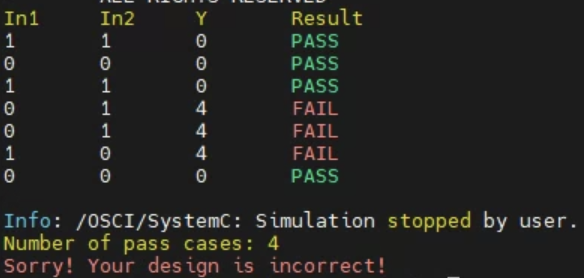 ALL RIGHTS RESERVED
In1 In2 Y Result
1 1 0 PASS
0 0 0 PASS
1 1 0 PASS
0 1 4 FAIL
0 1 4 FAIL
1 0 4 FAIL
0 0 0 PASS
Info: /OSCI/SystemC: Simulation stopped by user.
Number of pass cases: 4
Sorry! Your design is incorrect!